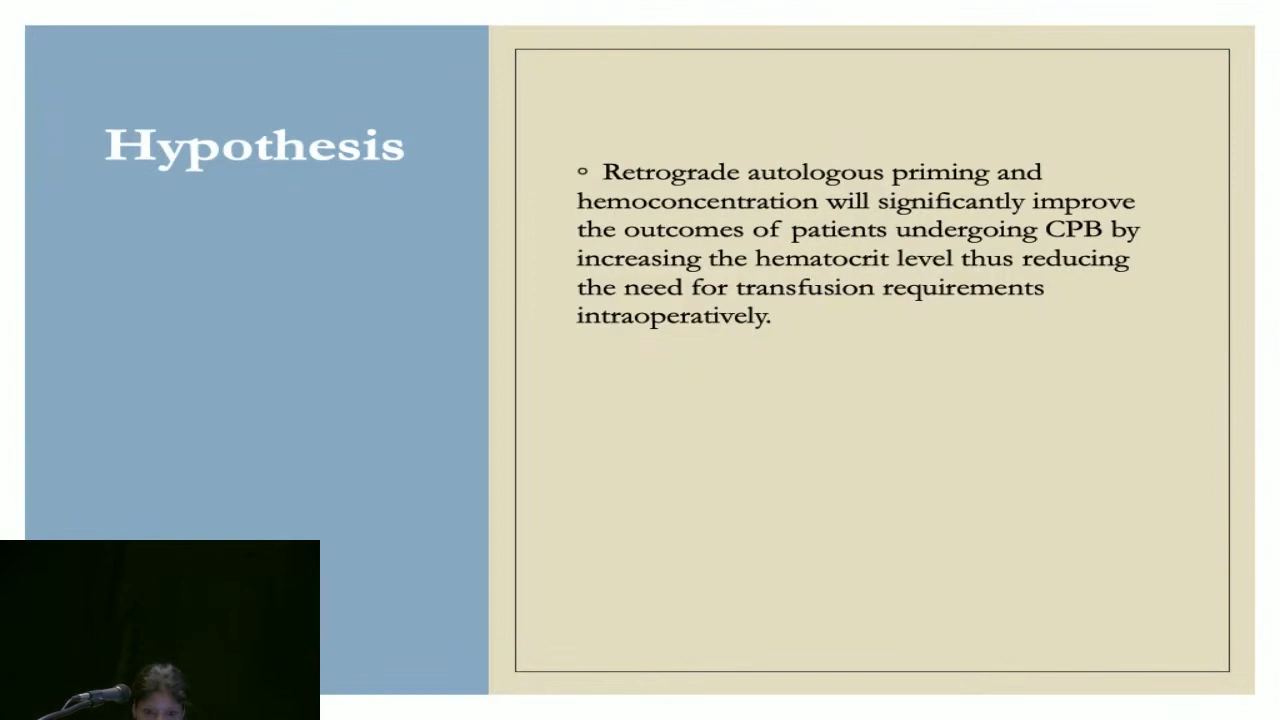 Hypothesis
◦ Retrograde autologous priming and
hemoconcentration will significantly improve
the outcomes of patients undergoing CPB by
increasing the hematocrit level thus reducing
the need for transfusion requirements
intraoperatively.